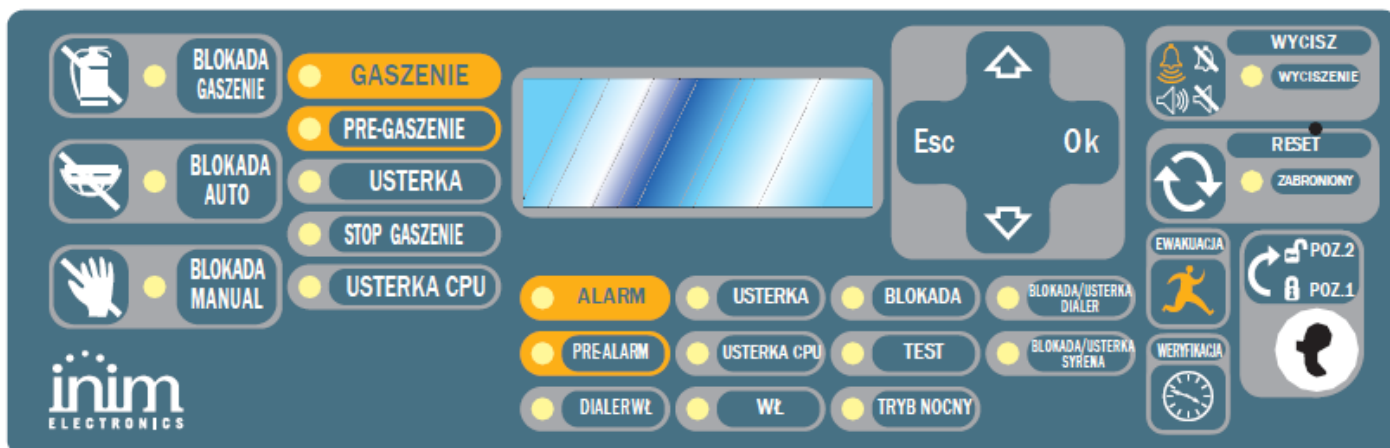 BLOKADA
GASZENIE
BLOKADA
AUTO
BLOKADA
MANUAL
inim
ELECTRONICS
GASZENIE
PRE-GASZENIE
USTERKA
STOP GASZENIE
USTERKA CPU
Esc
Ok
ALARM
USTERKA
BLOKADA
BLOKADA/USTERKA
DIALER
PRE-ALARM
USTERKA CPU
TEST
BLOKADA/USTERKA
SYRENA
DIALER WŁ
WŁ
TRYB NOCNY
WYCISZ
WYCISZENIE
RESET
ZABRONIONY
EWAKUACJA
WERYFIKACJA
POZ.2
POZ.1